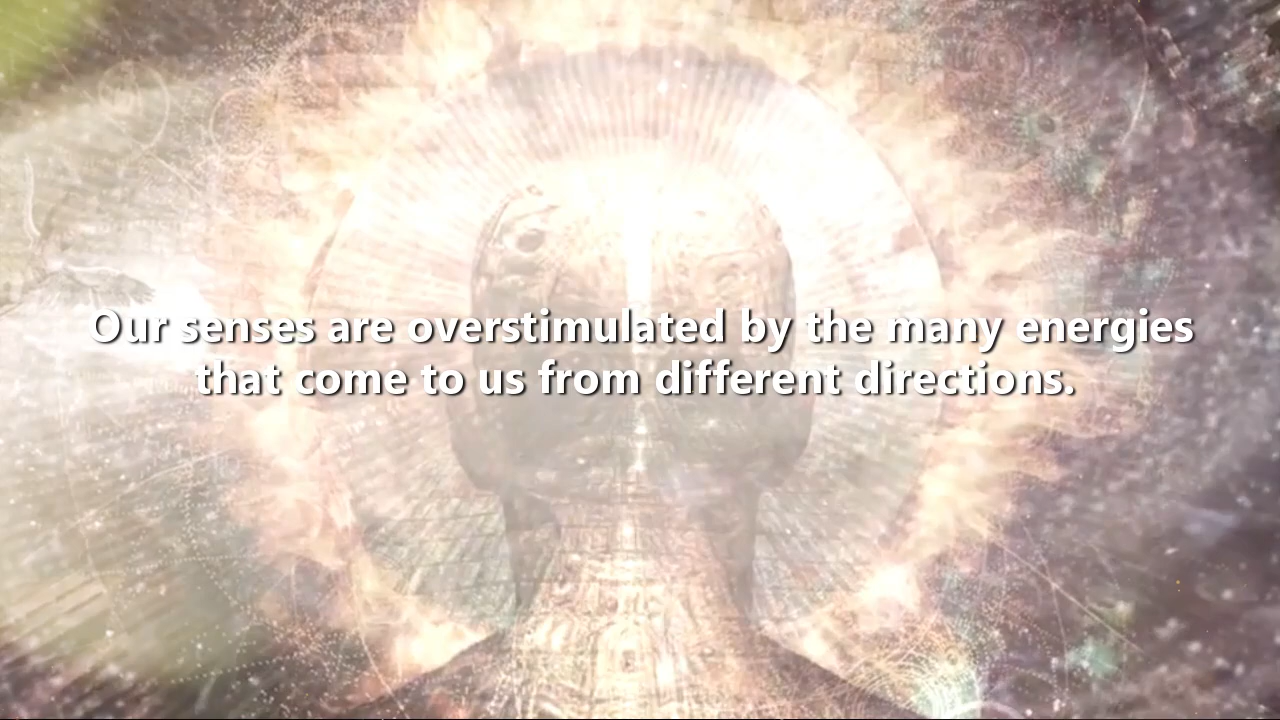 Our senses are overstimulated by the many energies
that come to us from different directions.